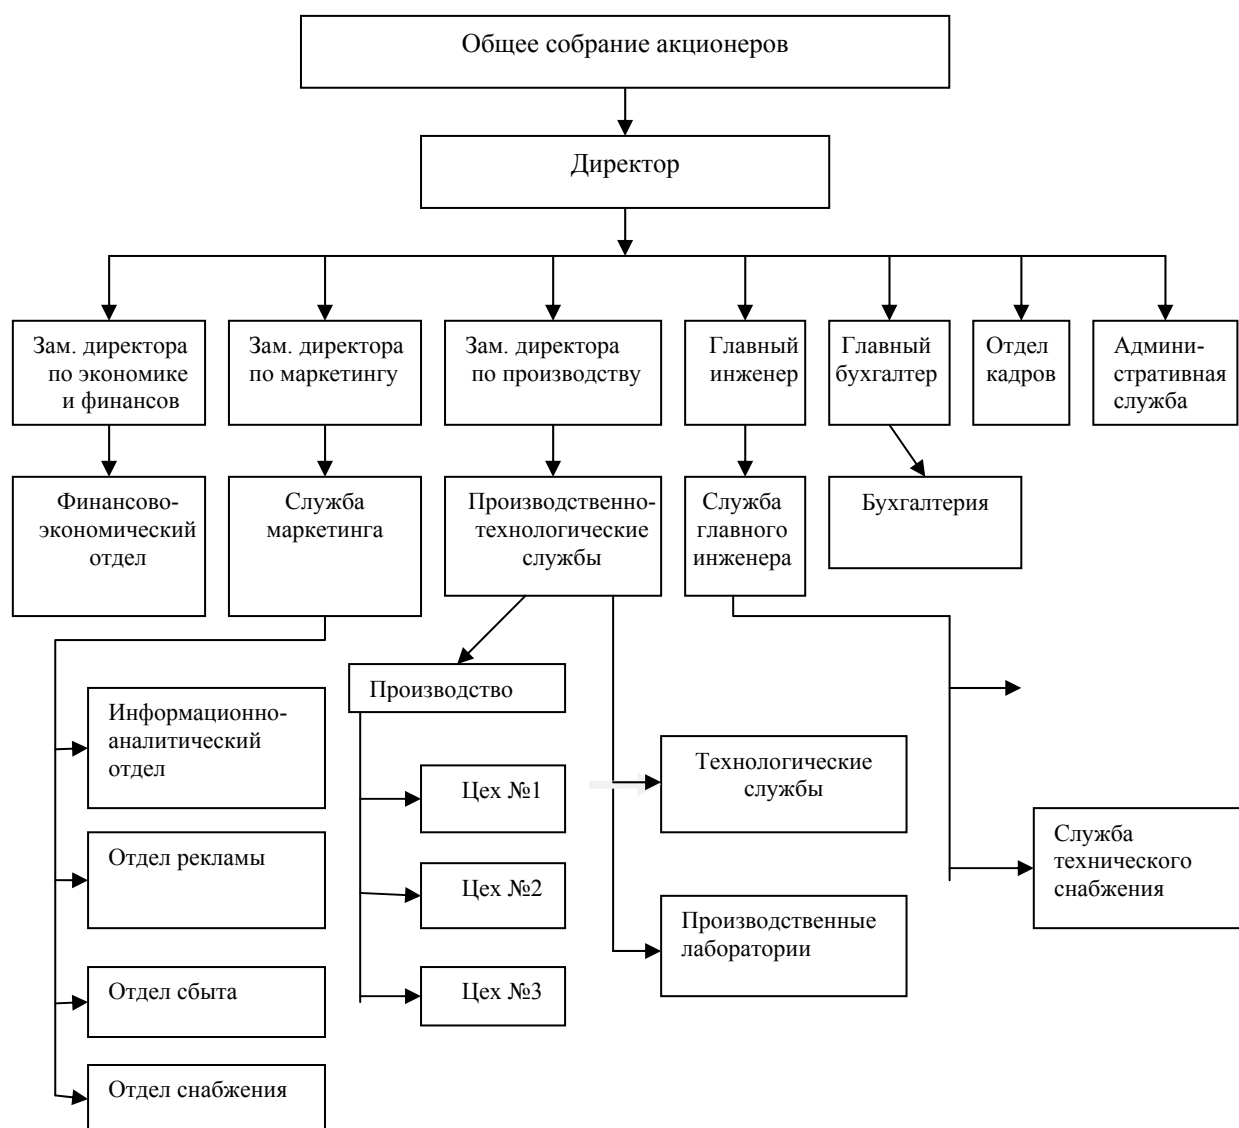 Общее собрание акционеров
Директор
Зам. директора
по экономике
и финансов
Зам. директора
по маркетингу
Зам. директора
по производству
Главный
инженер
Главный
бухгалтер
Отдел
кадров
Админи-
стративная
служба
Финансово-
экономический
отдел
Служба
маркетинга
Производственно-
технологические
службы
Служба
главного
инженера
Бухгалтерия
Производство
Информационно-
аналитический
отдел
Отдел рекламы
Отдел сбыта
Отдел снабжения
Цех №1
Цех №2
Цех №3
Технологические
службы
Производственные
лаборатории
Служба
технического
снабжения